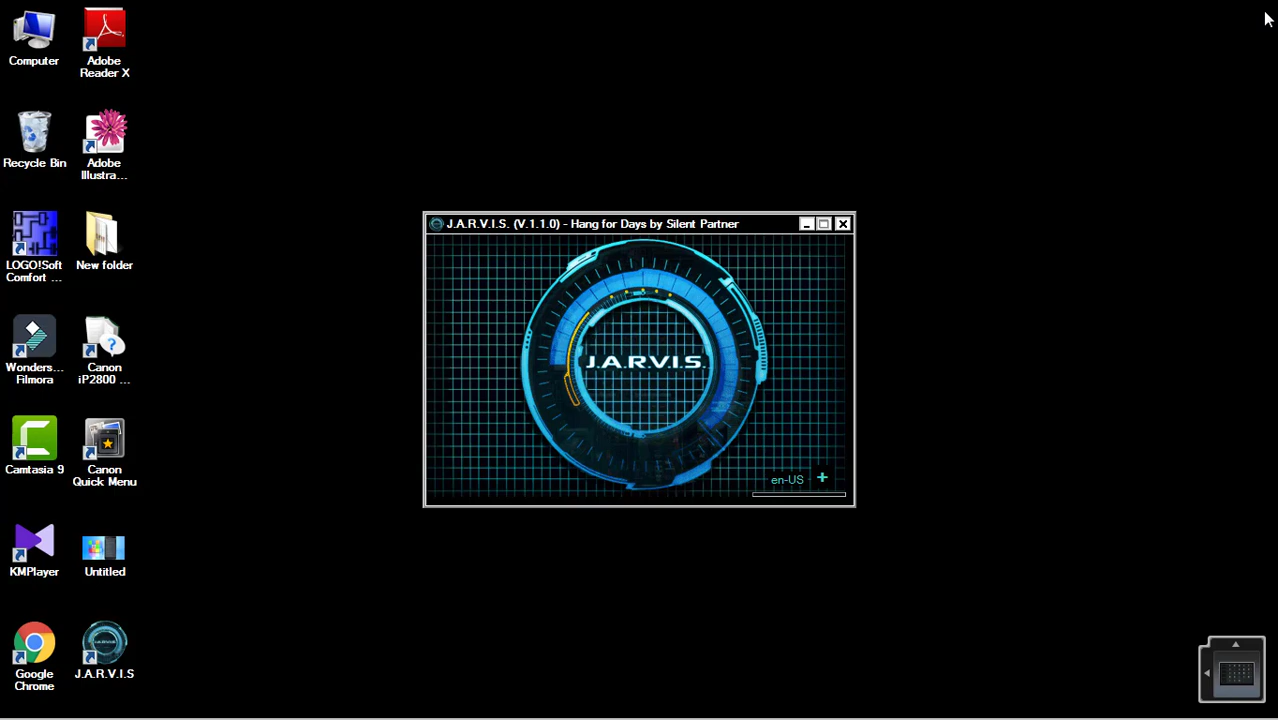 Computer
Adobe
Reader X
Recycle Bin
Adobe
Illustra...
LOGO!Soft
Comfort ...
New folder
Wonders...
Filmora
Canon
iP2800 ...
Camtasia 9
Canon
Quick Menu
KMPlayer
Untitled
Google
Chrome
J.A.R.V.I.S
J.A.R.V.I.S. (V.1.1.0) - Hang for Days by Silent Partner
J.A.R.V.I.S.
en-US +